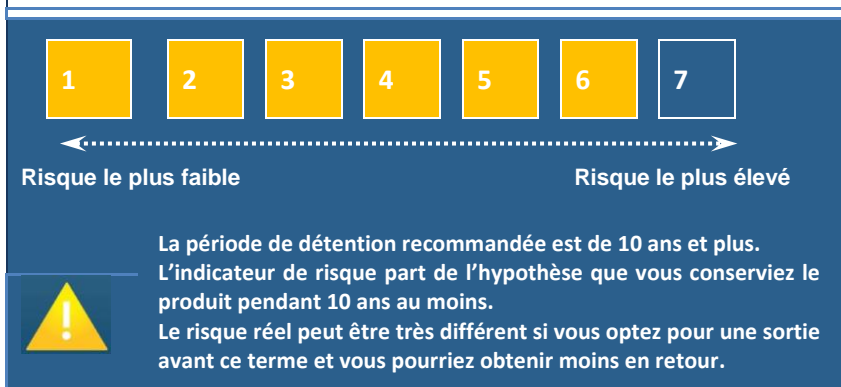 1 2 3 4 5 6 7
Risque le plus faible Risque le plus élevé
La période de détention recommandée est de 10 ans et plus.
L’indicateur de risque part de l’hypothèse que vous conserviez le
produit pendant 10 ans au moins.
Le risque réel peut être très différent si vous optez pour une sortie
avant ce terme et vous pourriez obtenir moins en retour.